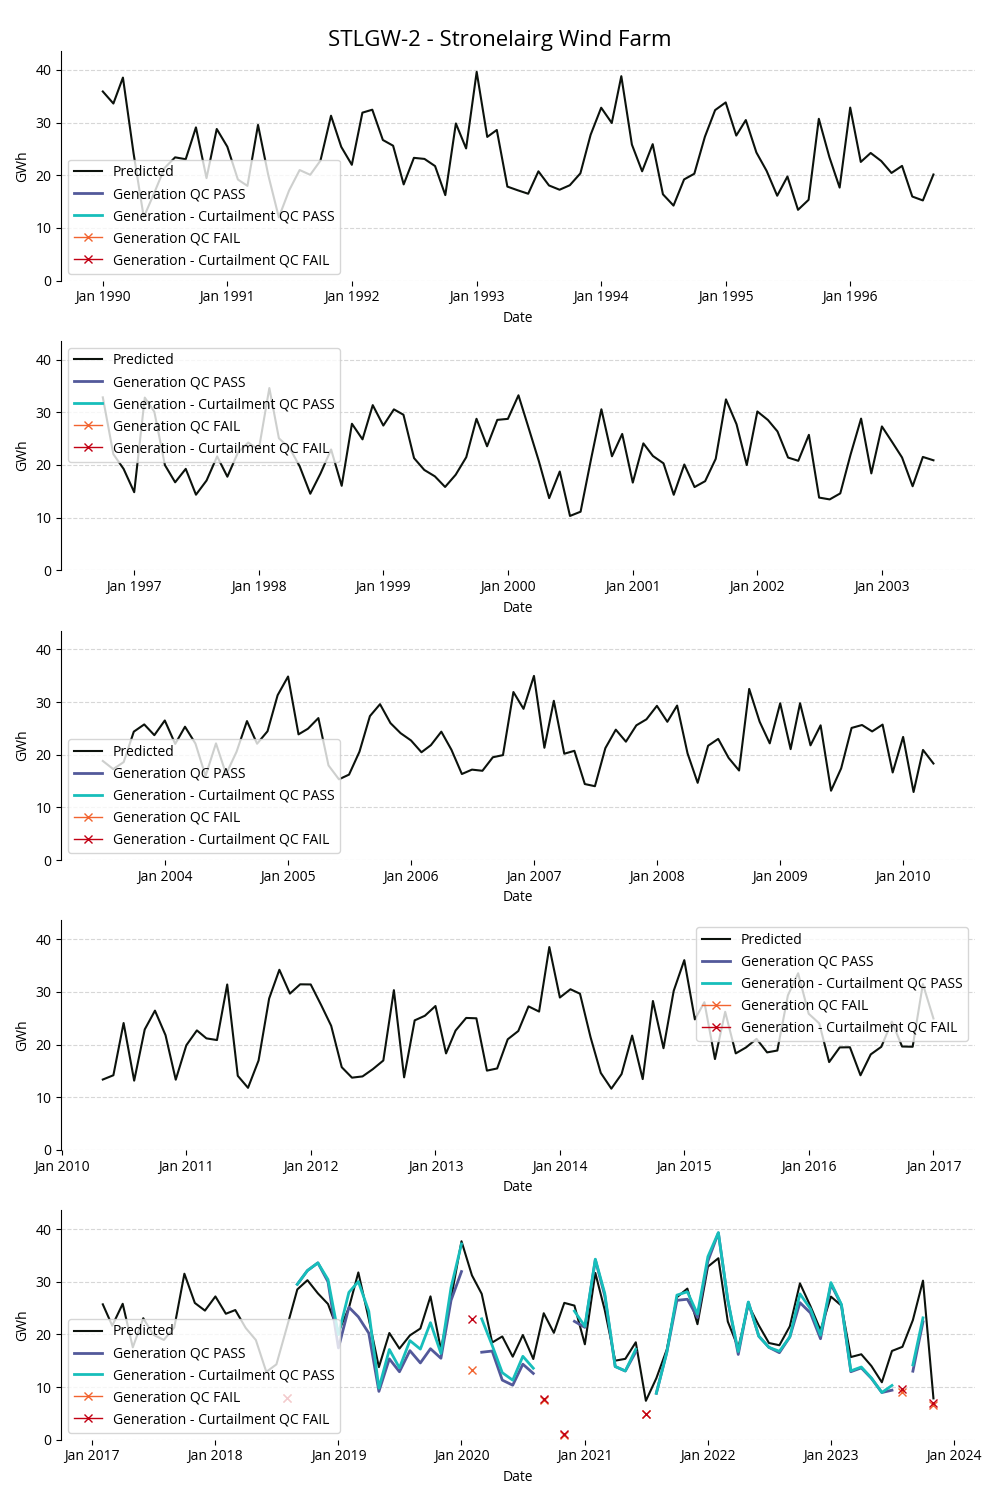 STLGW-2 - Stronelairg Wind Farm
40
30
20
10
0
GWh
Predicted
Generation QC PASS
Generation - Curtailment QC PASS
Generation QC FAIL
Generation - Curtailment QC FAIL
Jan 1990 Jan 1991 Jan 1992 Jan 1993 Jan 1994 Jan 1995 Jan 1996
Date
40
30
20
10
0
GWh
Predicted
Generation QC PASS
Generation - Curtailment QC PASS
Generation QC FAIL
Generation - Curtailment QC FAIL
Jan 1997 Jan 1998 Jan 1999 Jan 2000 Jan 2001 Jan 2002 Jan 2003
Date
40
30
20
10
0
GWh
Predicted
Generation QC PASS
Generation - Curtailment QC PASS
Generation QC FAIL
Generation - Curtailment QC FAIL
Jan 2004 Jan 2005 Jan 2006 Jan 2007 Jan 2008 Jan 2009 Jan 2010
Date
40
30
20
10
0
GWh
Predicted
Generation QC PASS
Generation - Curtailment QC PASS
Generation QC FAIL
Generation - Curtailment QC FAIL
Jan 2010 Jan 2011 Jan 2012 Jan 2013 Jan 2014 Jan 2015 Jan 2016 Jan 2017
Date
40
30
20
10
0
GWh
Predicted
Generation QC PASS
Generation - Curtailment QC PASS
Generation QC FAIL
Generation - Curtailment QC FAIL
Jan 2017 Jan 2018 Jan 2019 Jan 2020 Jan 2021 Jan 2022 Jan 2023 Jan 2024
Date